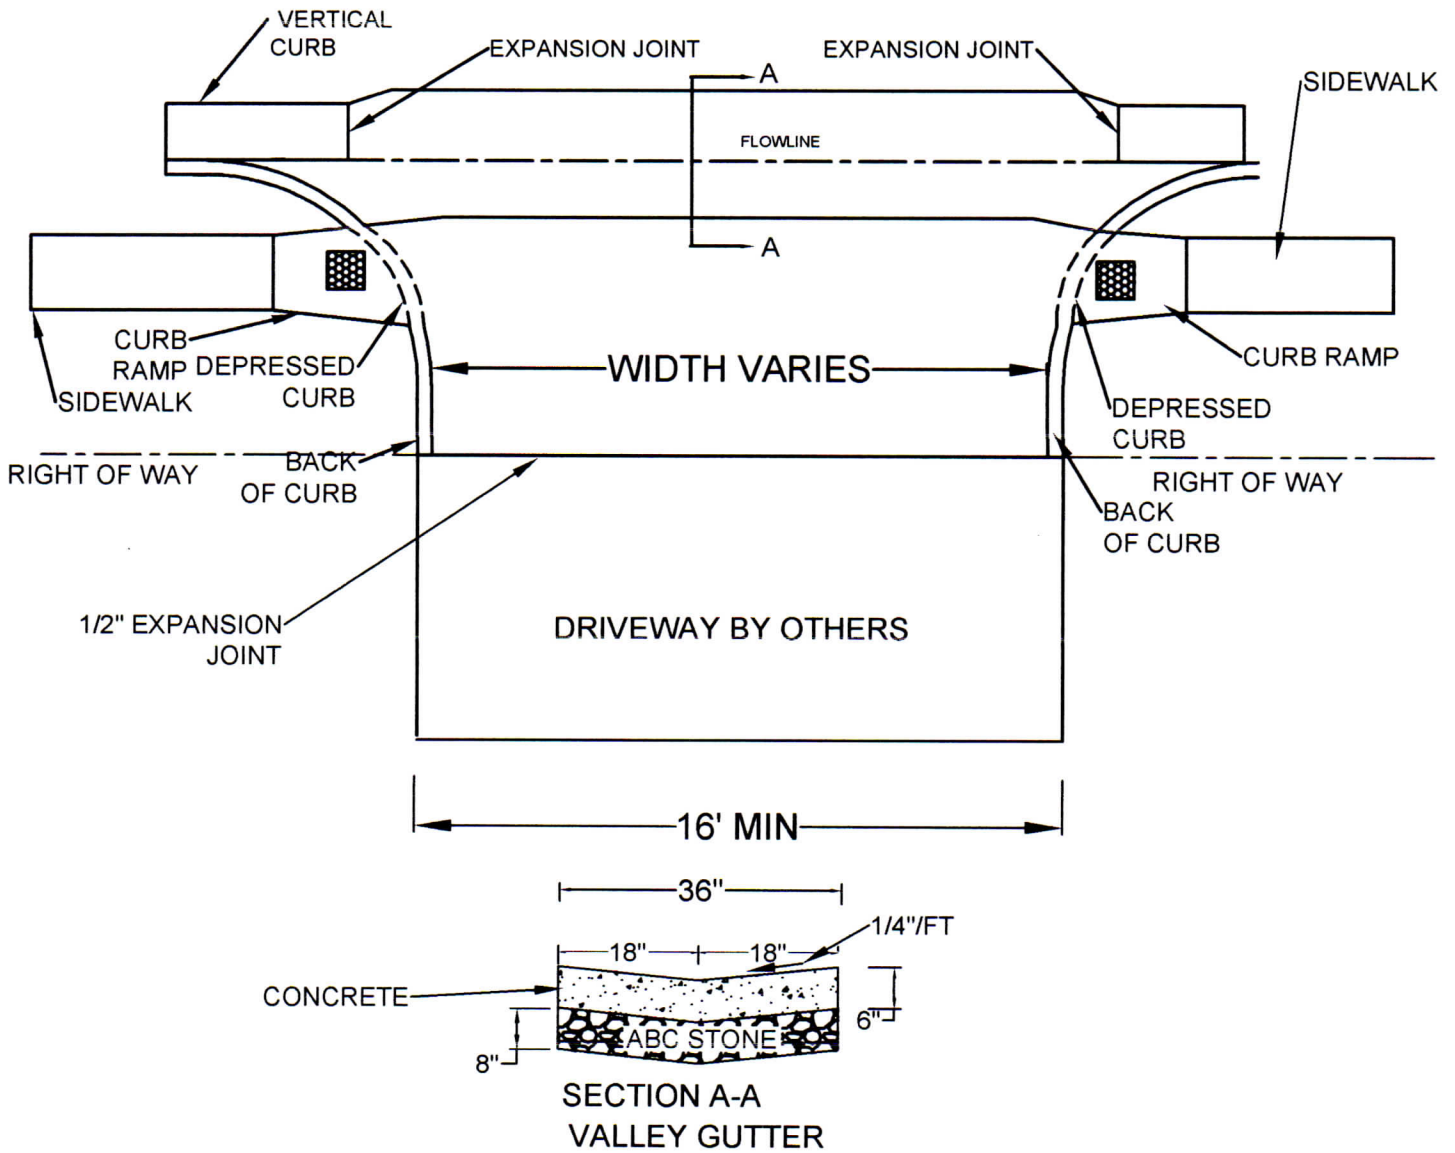 VERTICAL
CURB
EXPANSION JOINT
EXPANSION JOINT
A
SIDEWALK
FLOWLINE
A
CURB
RAMP
DEPRESSED
CURB
SIDEWALK
WIDTH VARIES
CURB RAMP
DEPRESSED
CURB
RIGHT OF WAY
BACK
OF CURB
RIGHT OF WAY
BACK
OF CURB
1/2" EXPANSION
JOINT
DRIVEWAY BY OTHERS
16' MIN
36"
1/4"/FT
18"
18"
CONCRETE
6"
ABC STONE
8"
SECTION A-A
VALLEY GUTTER